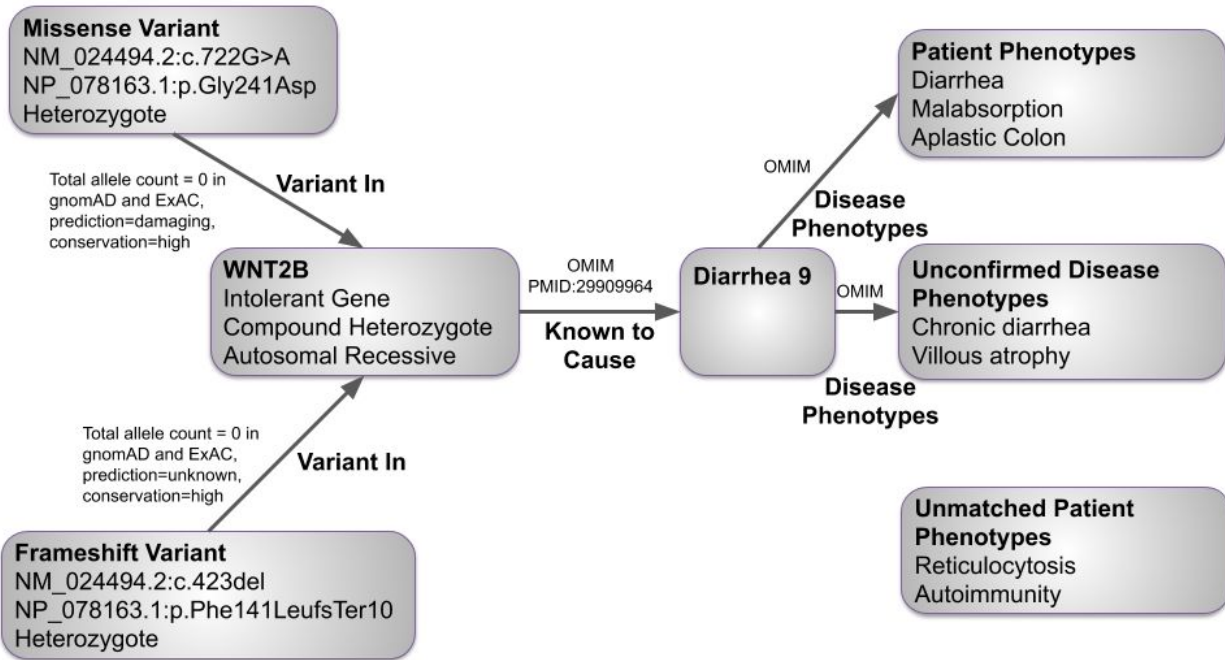 Missense Variant
NM_024494.2:c.722G>A
NP_078163.1:p.Gly241Asp
Heterozygote
Total allele count = 0 in
gnomAD and ExAC,
prediction=damaging,
conservation=high
Variant In
WNT2B
Intolerant Gene
Compound Heterozygote
Autosomal Recessive
Total allele count = 0 in
gnomAD and ExAC,
prediction=unknown,
conservation=high
Variant In
Frameshift Variant
NM_024494.2:c.423del
NP_078163.1:p.Phe141LeufsTer10
Heterozygote
OMIM
PMID:29909964
Known to
Cause
Diarrhea 9
OMIM
Disease
Phenotypes
Patient Phenotypes
Diarrhea
Malabsorption
Aplastic Colon
OMIM
Disease
Phenotypes
Unconfirmed Disease
Phenotypes
Chronic diarrhea
Villous atrophy
Unmatched Patient
Phenotypes
Reticulocytosis
Autoimmunity